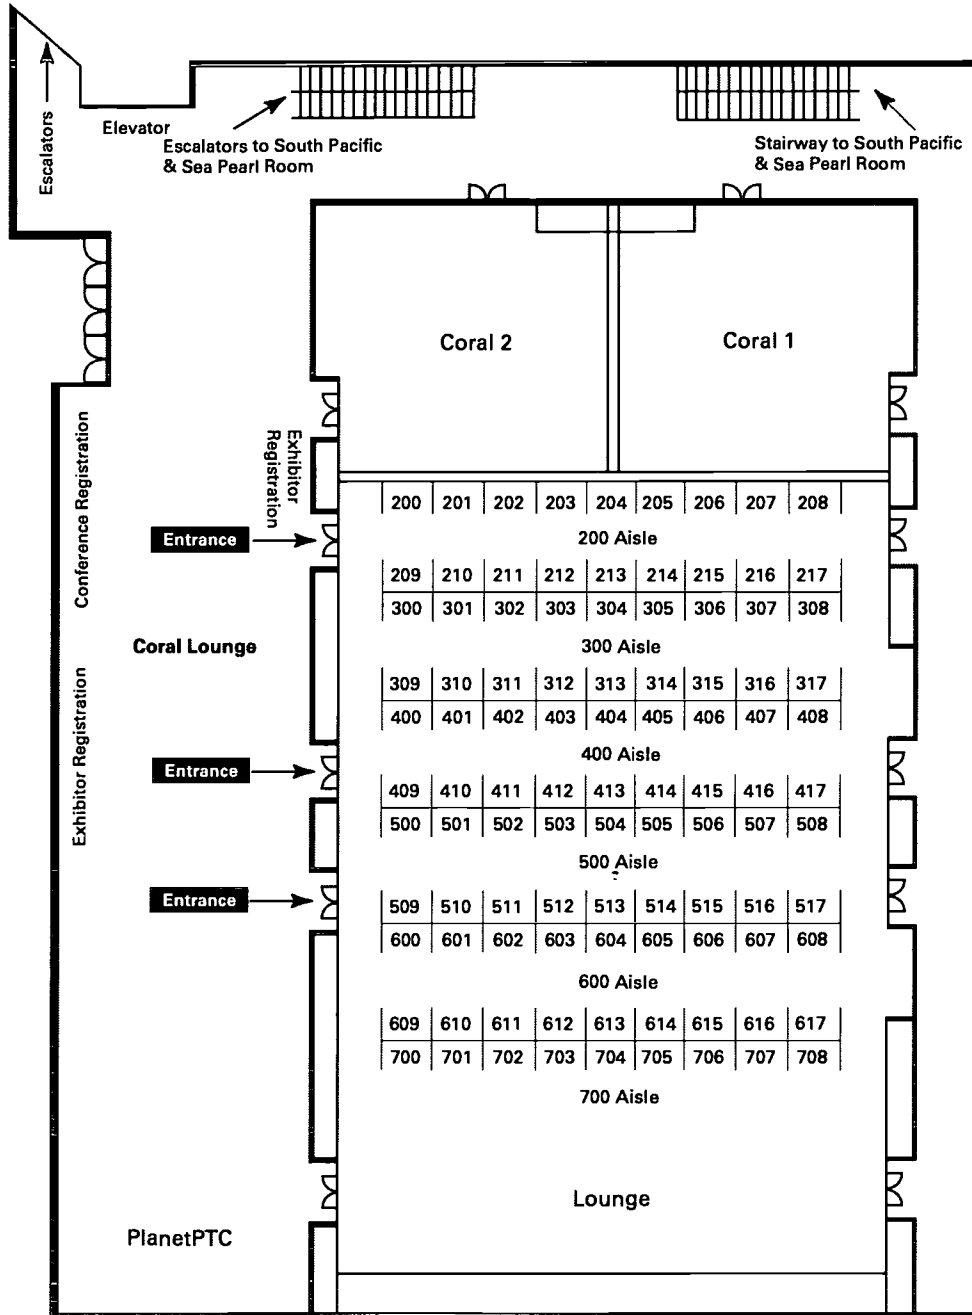 Escalators
Elevator
Escalators to South Pacific
& Sea Pearl Room
Stairway to South Pacific
& Sea Pearl Room
Coral 2
Coral 1
Conference Registration
Exhibitor
Registration
200 201 202 203 204 205 206 207 208
Entrance
200 Aisle
209 210 211 212 213 214 215 216 217
300 301 302 303 304 305 306 307 308
Coral Lounge
300 Aisle
Exhibitor Registration
309 310 311 312 313 314 315 316 317
400 401 402 403 404 405 406 407 408
400 Aisle
Entrance
409 410 411 412 413 414 415 416 417
500 501 502 503 504 505 506 507 508
500 Aisle
Entrance
509 510 511 512 513 514 515 516 517
600 601 602 603 604 605 606 607 608
600 Aisle
609 610 611 612 613 614 615 616 617
700 701 702 703 704 705 706 707 708
700 Aisle
Lounge
PlanetPTC